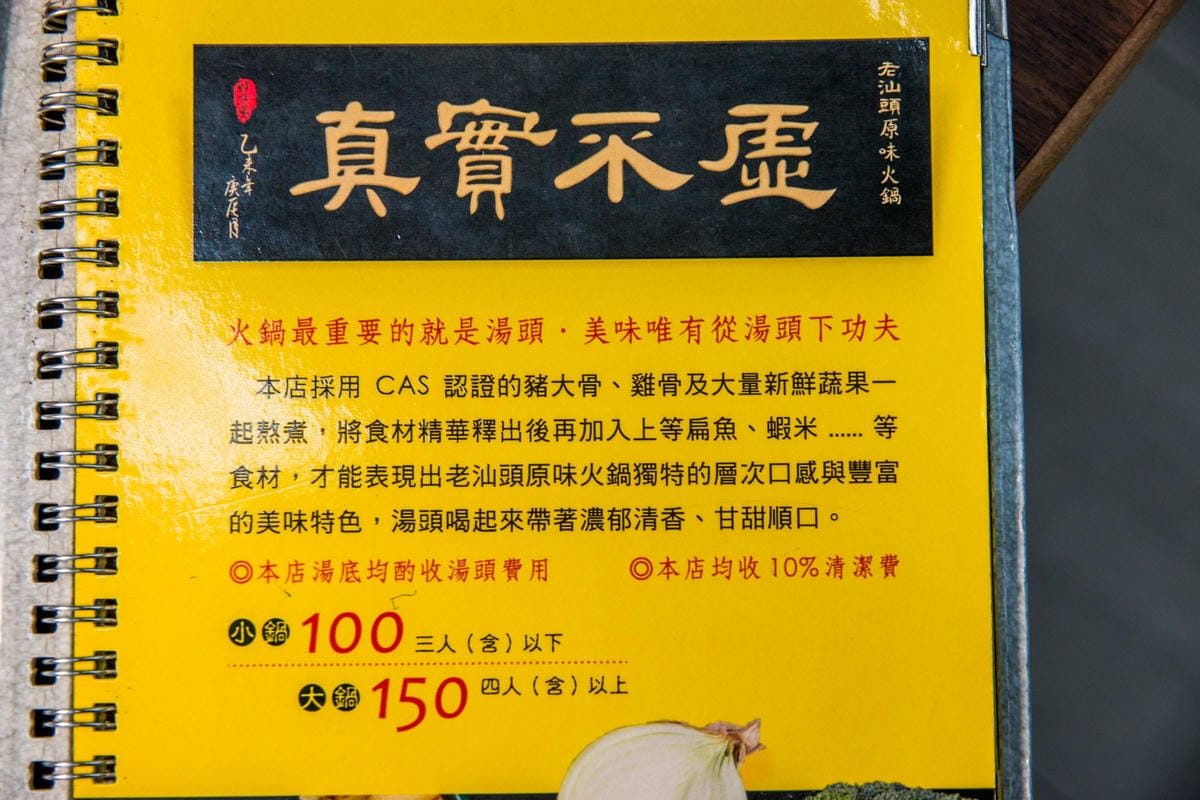 老汕頭原味火鍋
真實不虛
乙未年
庚辰月
火鍋最重要的就是湯頭・美味唯有從湯頭下功夫
本店採用 CAS 認證的豬大骨、雞骨及大量新鮮蔬果一
起熬煮，將食材精華釋出後再加入上等扁魚、蝦米 ...... 等
食材，才能表現出老汕頭原味火鍋獨特的層次口感與豐富
的美味特色，湯頭喝起來帶著濃郁清香、甘甜順口。
◎本店湯底均酌收湯頭費用 ◎本店均收10%清潔費
小鍋 100 三人（含）以下
大鍋 150 四人（含）以上